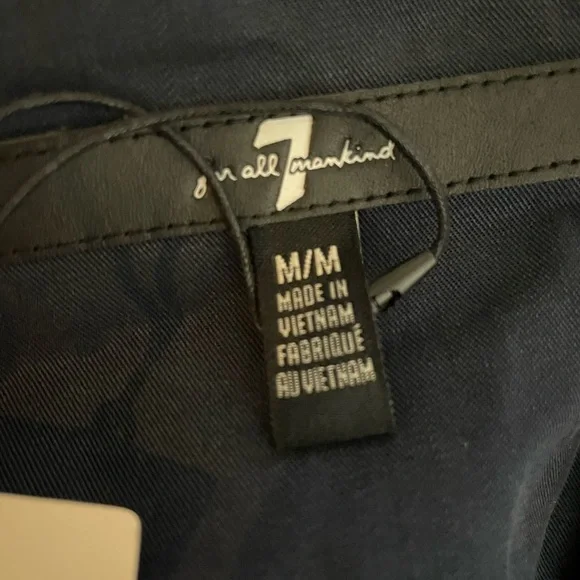 for all 7 mankind
M/M
MADE IN
VIETNAM
FABRIQUÉ
AU VIETNAM